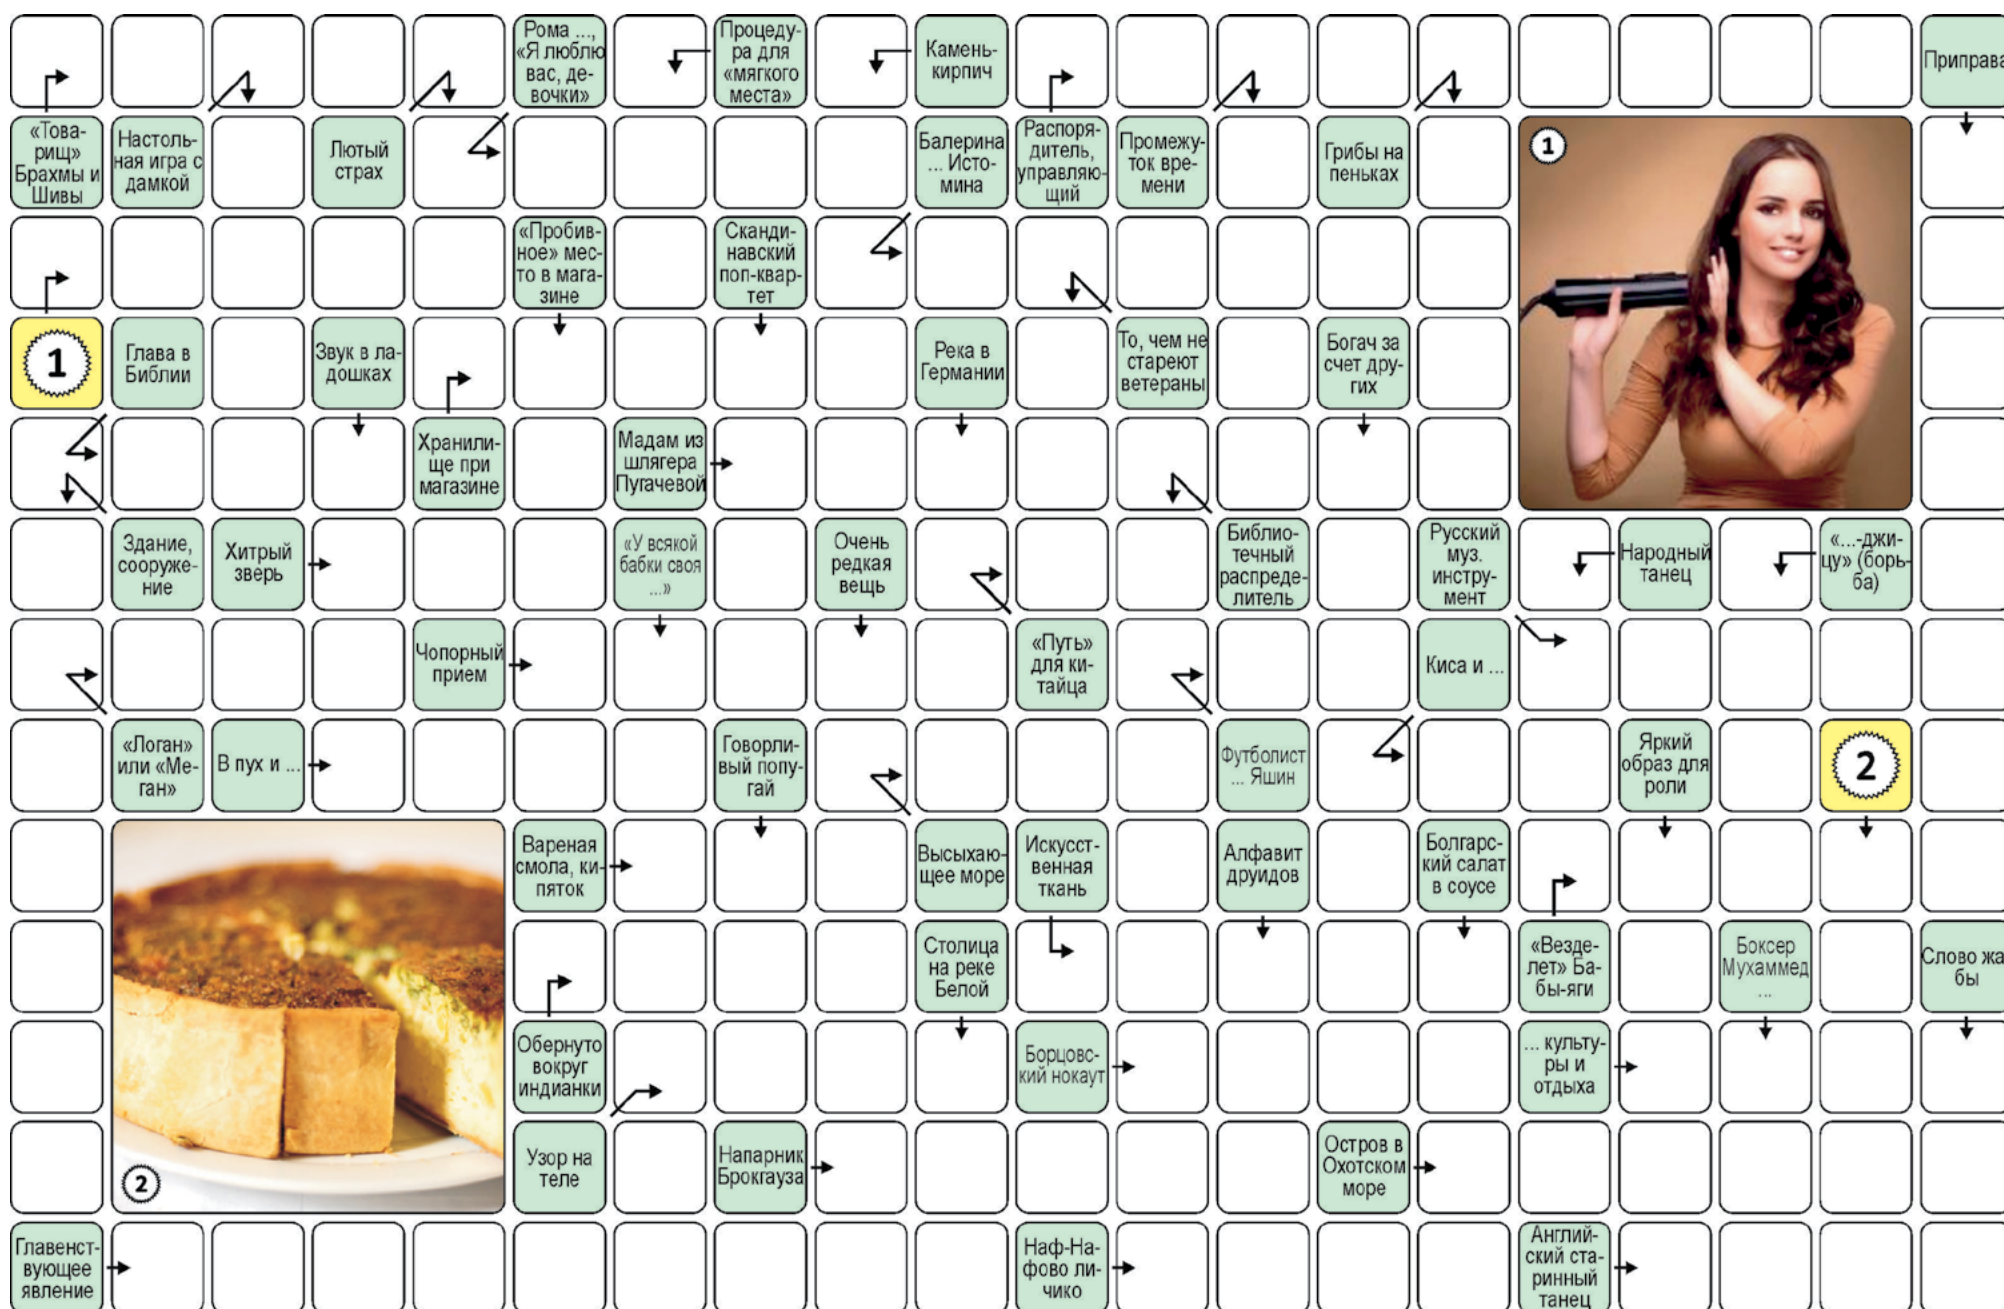 Рома ...,
«Я люблю
вас, де-
вочки»
Процеду-
ра для
«мягкого
места»
Камень-
кирпич
Приправа
«Това-
рищ»
Брахмы и
Шивы
Настоль-
ная игра с
дамкой
Лютый
страх
Балерина
... Исто-
мина
Распоря-
дитель,
управляю-
щий
Промежу-
ток вре-
мени
Грибы на
пеньках
1
«Пробив-
ное» мес-
то в мага-
зине
Сканди-
навский
поп-квар-
тет
1
Глава в
Библии
Звук в ла-
дошках
Река в
Германии
То, чем не
стареют
ветераны
Богач за
счет дру-
гих
Хранили-
ще при
магазине
Мадам из
шлягера
Пугачевой
Здание,
сооруже-
ние
Хитрый
зверь
«У всякой
бабки своя
...»
Очень
редкая
вещь
Библио-
течный
распреде-
литель
Русский
муз.
инстру-
мент
Народный
танец
«...-джи-
цу» (борь-
ба)
Чопорный
прием
«Путь»
для ки-
тайца
Киса и ...
«Логан»
или «Ме-
ган»
В пух и ...
Говорли-
вый попу-
гай
Футболист
... Яшин
Яркий
образ для
роли
2
Вареная
смола, ки-
пяток
Высыхаю-
щее море
Искусст-
венная
ткань
Алфавит
друидов
Болгарс-
кий салат
в соусе
Столица
на реке
Белой
«Везде-
лет» Ба-
бы-яги
Боксер
Мухаммед
...
Слово жа
бы
Обернуто
вокруг
индианки
Борцовс-
кий нокаут
... культу-
ры и
отдыха
2
Узор на
теле
Напарник
Брокгауза
Остров в
Охотском
море
Главенст-
вующее
явление
Наф-На-
фово ли-
чико
Англий-
ский ста-
ринный
танец